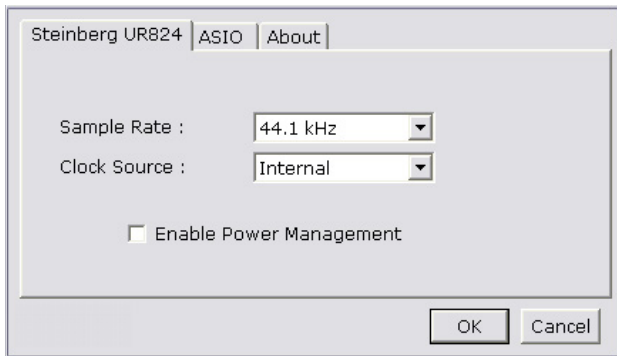 Steinberg UR824 ASIO About
Sample Rate : 44.1 kHz
Clock Source : Internal
Enable Power Management
OK Cancel